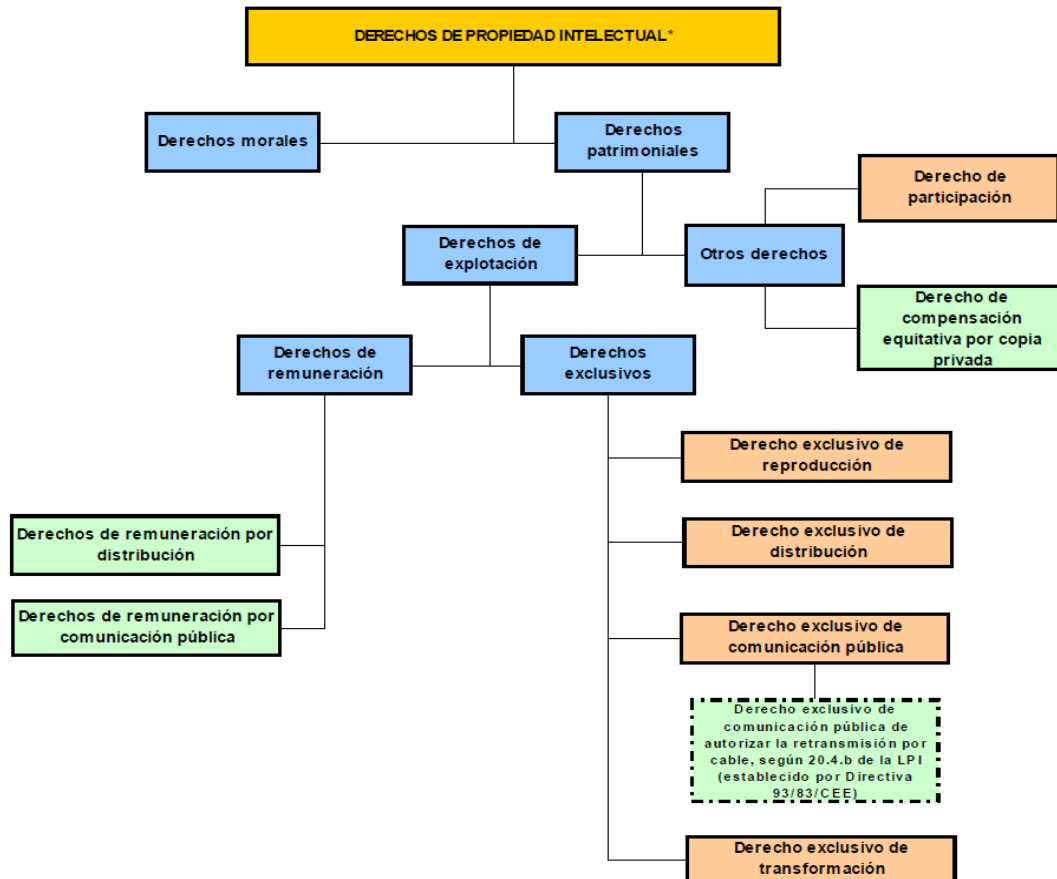 DERECHOS DE PROPIEDAD INTELECTUAL*
Derechos morales
Derechos
patrimoniales
Derecho de
participación
Derechos de
explotación
Otros derechos
Derecho de
compensación
equitativa por copia
privada
Derechos de
remuneración
Derechos
exclusivos
Derecho exclusivo de
reproducción
Derechos de remuneración por
distribución
Derecho exclusivo de
distribución
Derechos de remuneración por
comunicación pública
Derecho exclusivo de
comunicación pública
Derecho exclusivo de
comunicación pública de
autorizar la retransmisión por
cable, según 20.4.b de la LPI
(establecido por Directiva
93/83/CEE)
Derecho exclusivo de
transformación